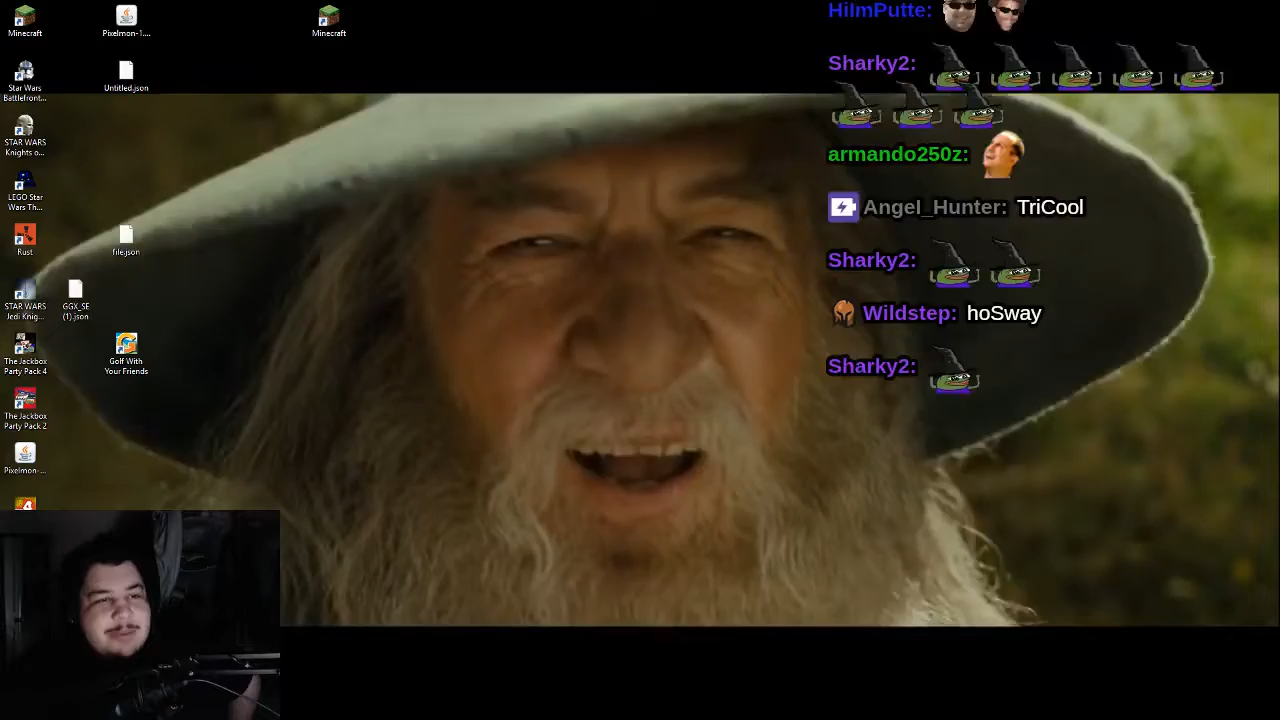 Minecraft
Pixelmon-1....
Minecraft
HilmPutte:
Star Wars
Battlefront...
Untitled.json
Sharky2:
STAR WARS
Knights o...
armando250z:
LEGO Star
Wars Th...
Angel_Hunter: TriCool
Rust
file.json
Sharky2:
STAR WARS
Jedi Knig...
GGX_SE
(1).json
Wildstep: hoSway
The Jackbox
Party Pack 4
Golf With
Your Friends
Sharky2:
The Jackbox
Party Pack 2
Pixelmon-...